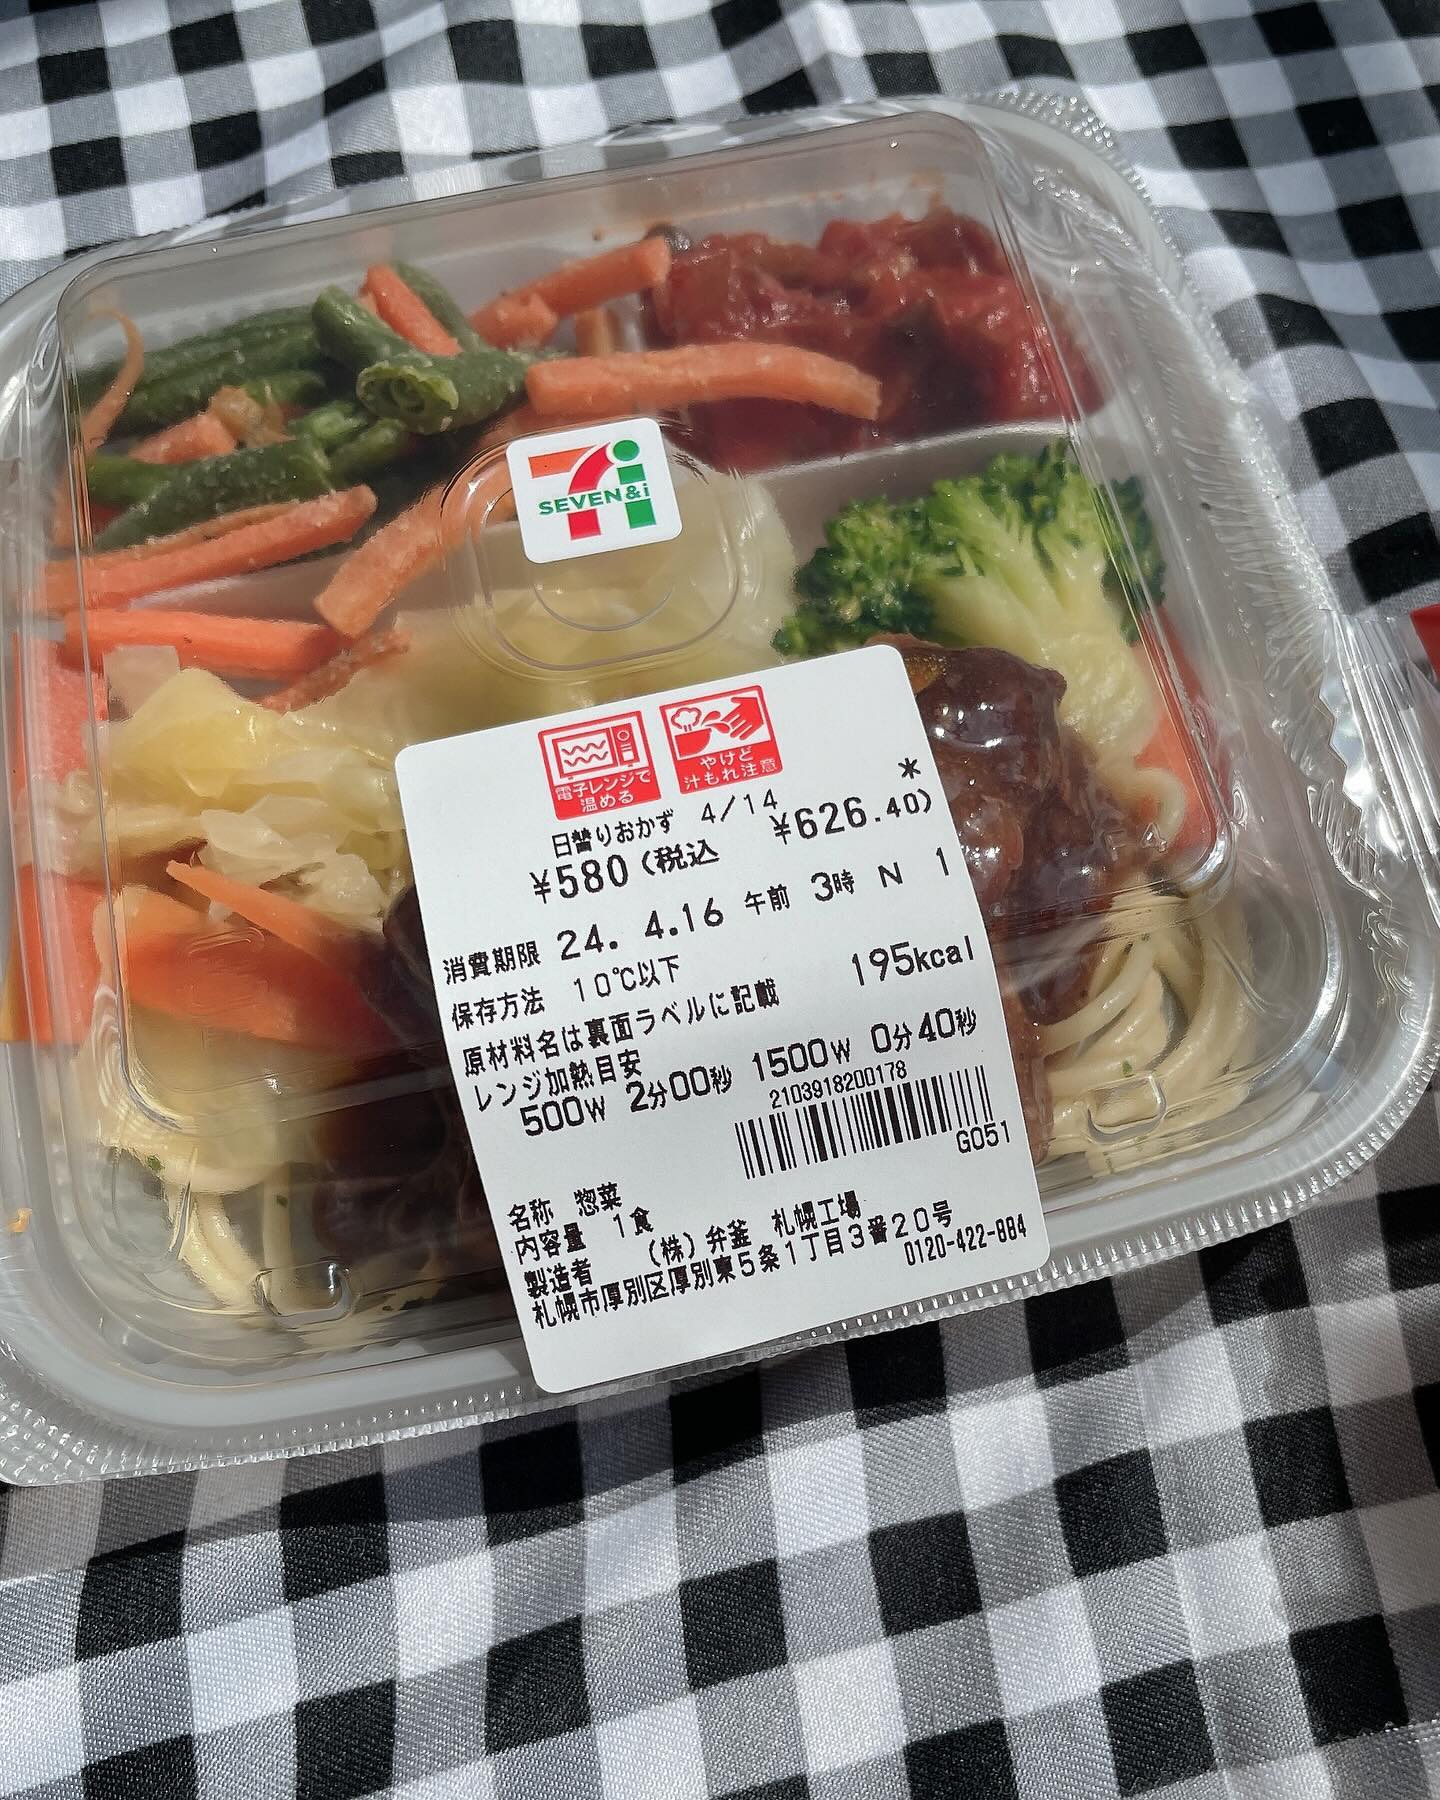 SEVEN&i
電子レンジで
温める
やけど
汁もれ注意
日替りおかず 4/14 *
¥580(税込 ¥626.40)
消費期限 24. 4.16 午前 3時 N 1
保存方法 10℃以下 195kcal
原材料名は裏面ラベルに記載
レンジ加熱目安
500W 2分00秒 1500W 0分40秒
2103918200178
G051
名称 惣菜
内容量 1食
製造者 (株)弁釜 札幌工場
札幌市厚別区厚別東5条1丁目3番20号
0120-422-884